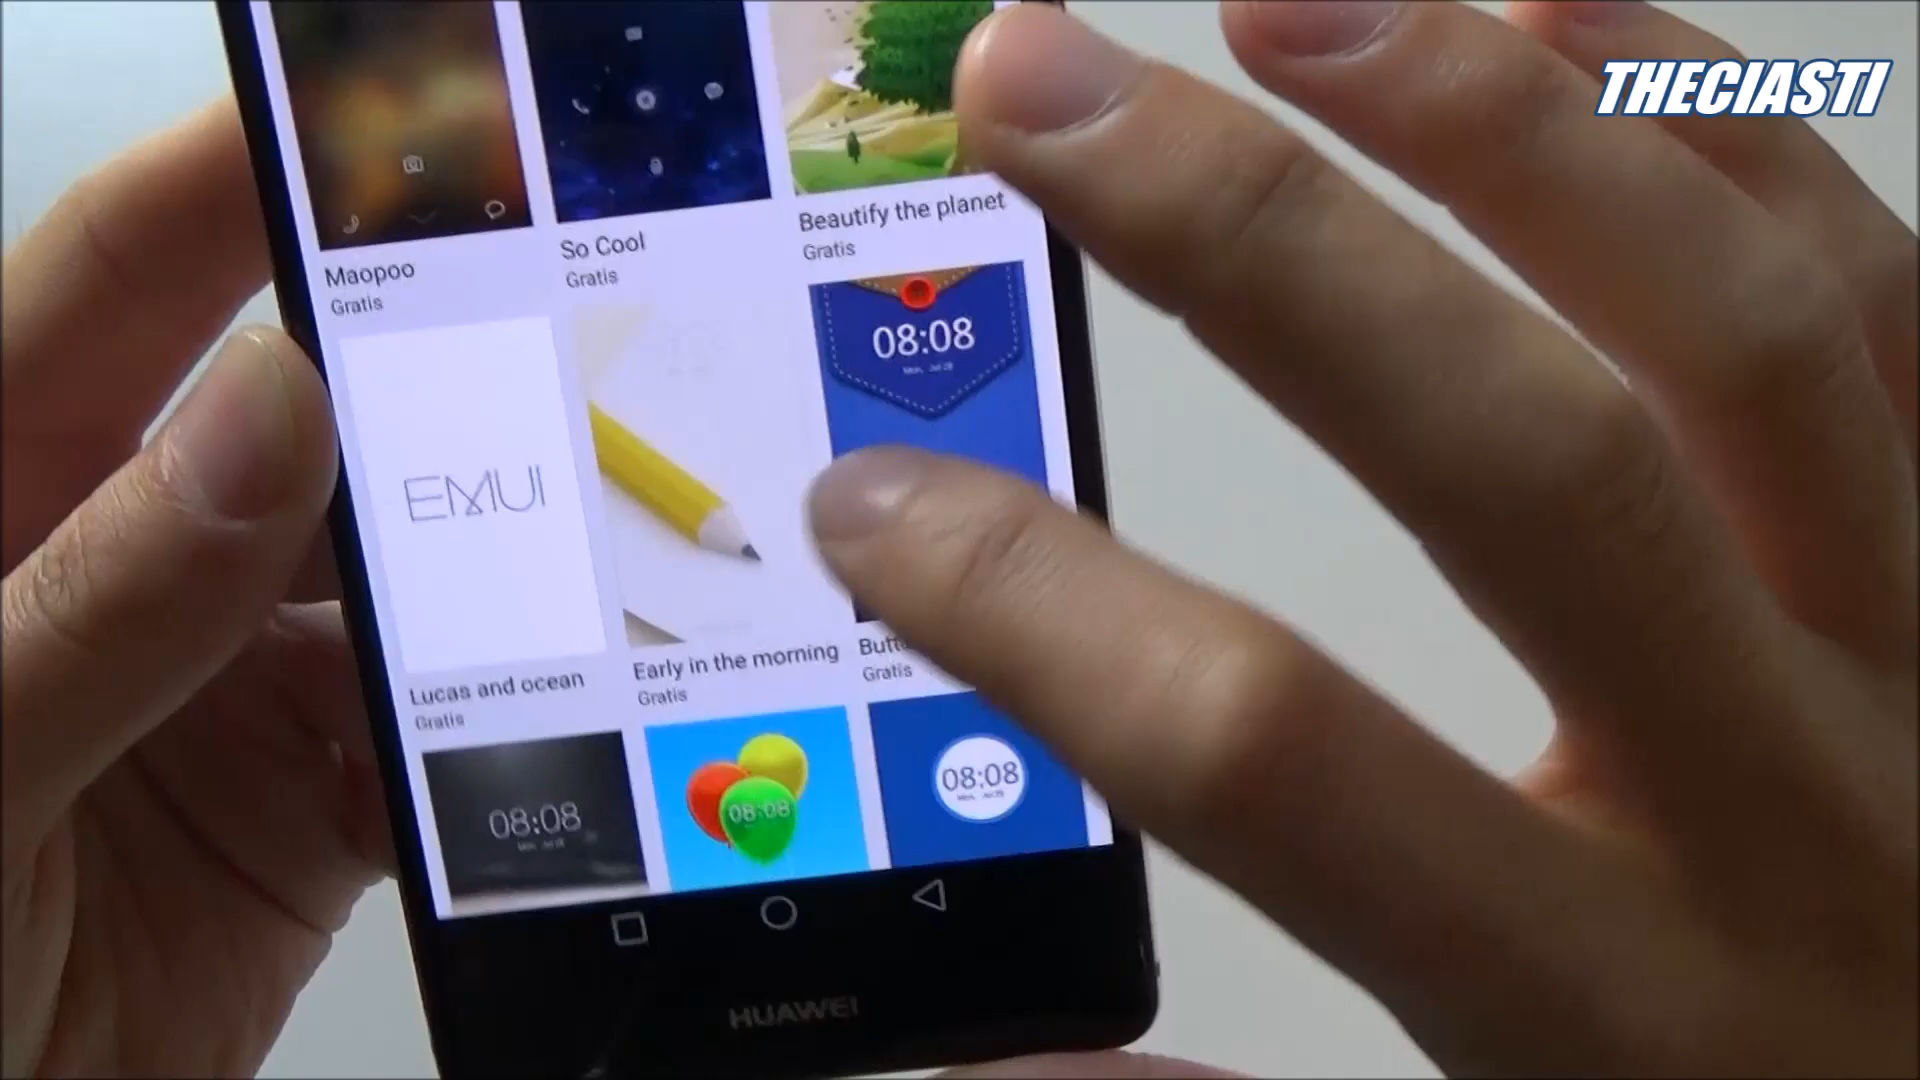 THECIASTI
Maopoo
Gratis
So Cool
Gratis
Beautify the planet
Gratis
EMUI
08:08
Lucas and ocean
Gratis
Early in the morning
Gratis
Gratis
08:08
08:08
08:08
HUAWEI